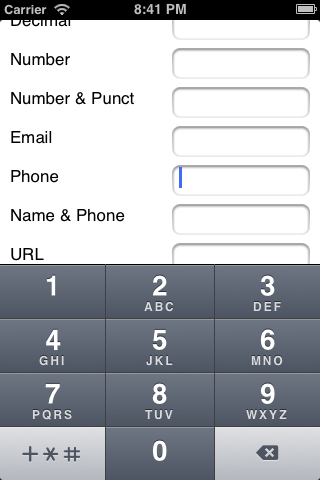 Carrier 8:41 PM
Decimal
Number
Number & Punct
Email
Phone
Name & Phone
URL
1 2 3
ABC DEF
4 5 6
GHI JKL MNO
7 8 9
PQRS TUV WXYZ
+*# 0